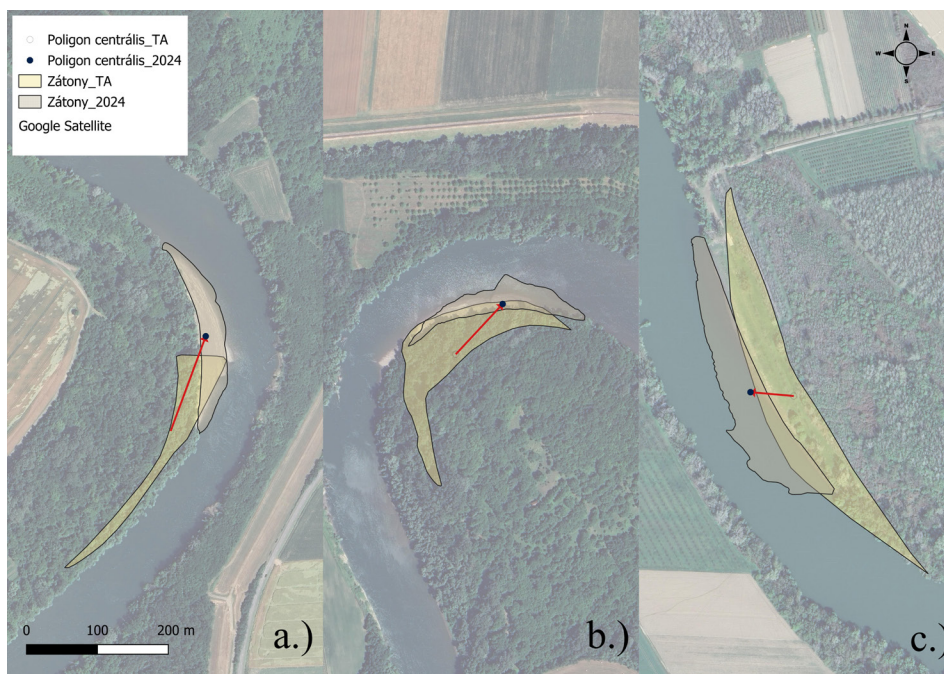 Poligon centrális_TA
Poligon centrális_2024
Zátony_TA
Zátony_2024
Google Satellite
N
W
E
S
0
100
200 m
a.)
b.)
c.)